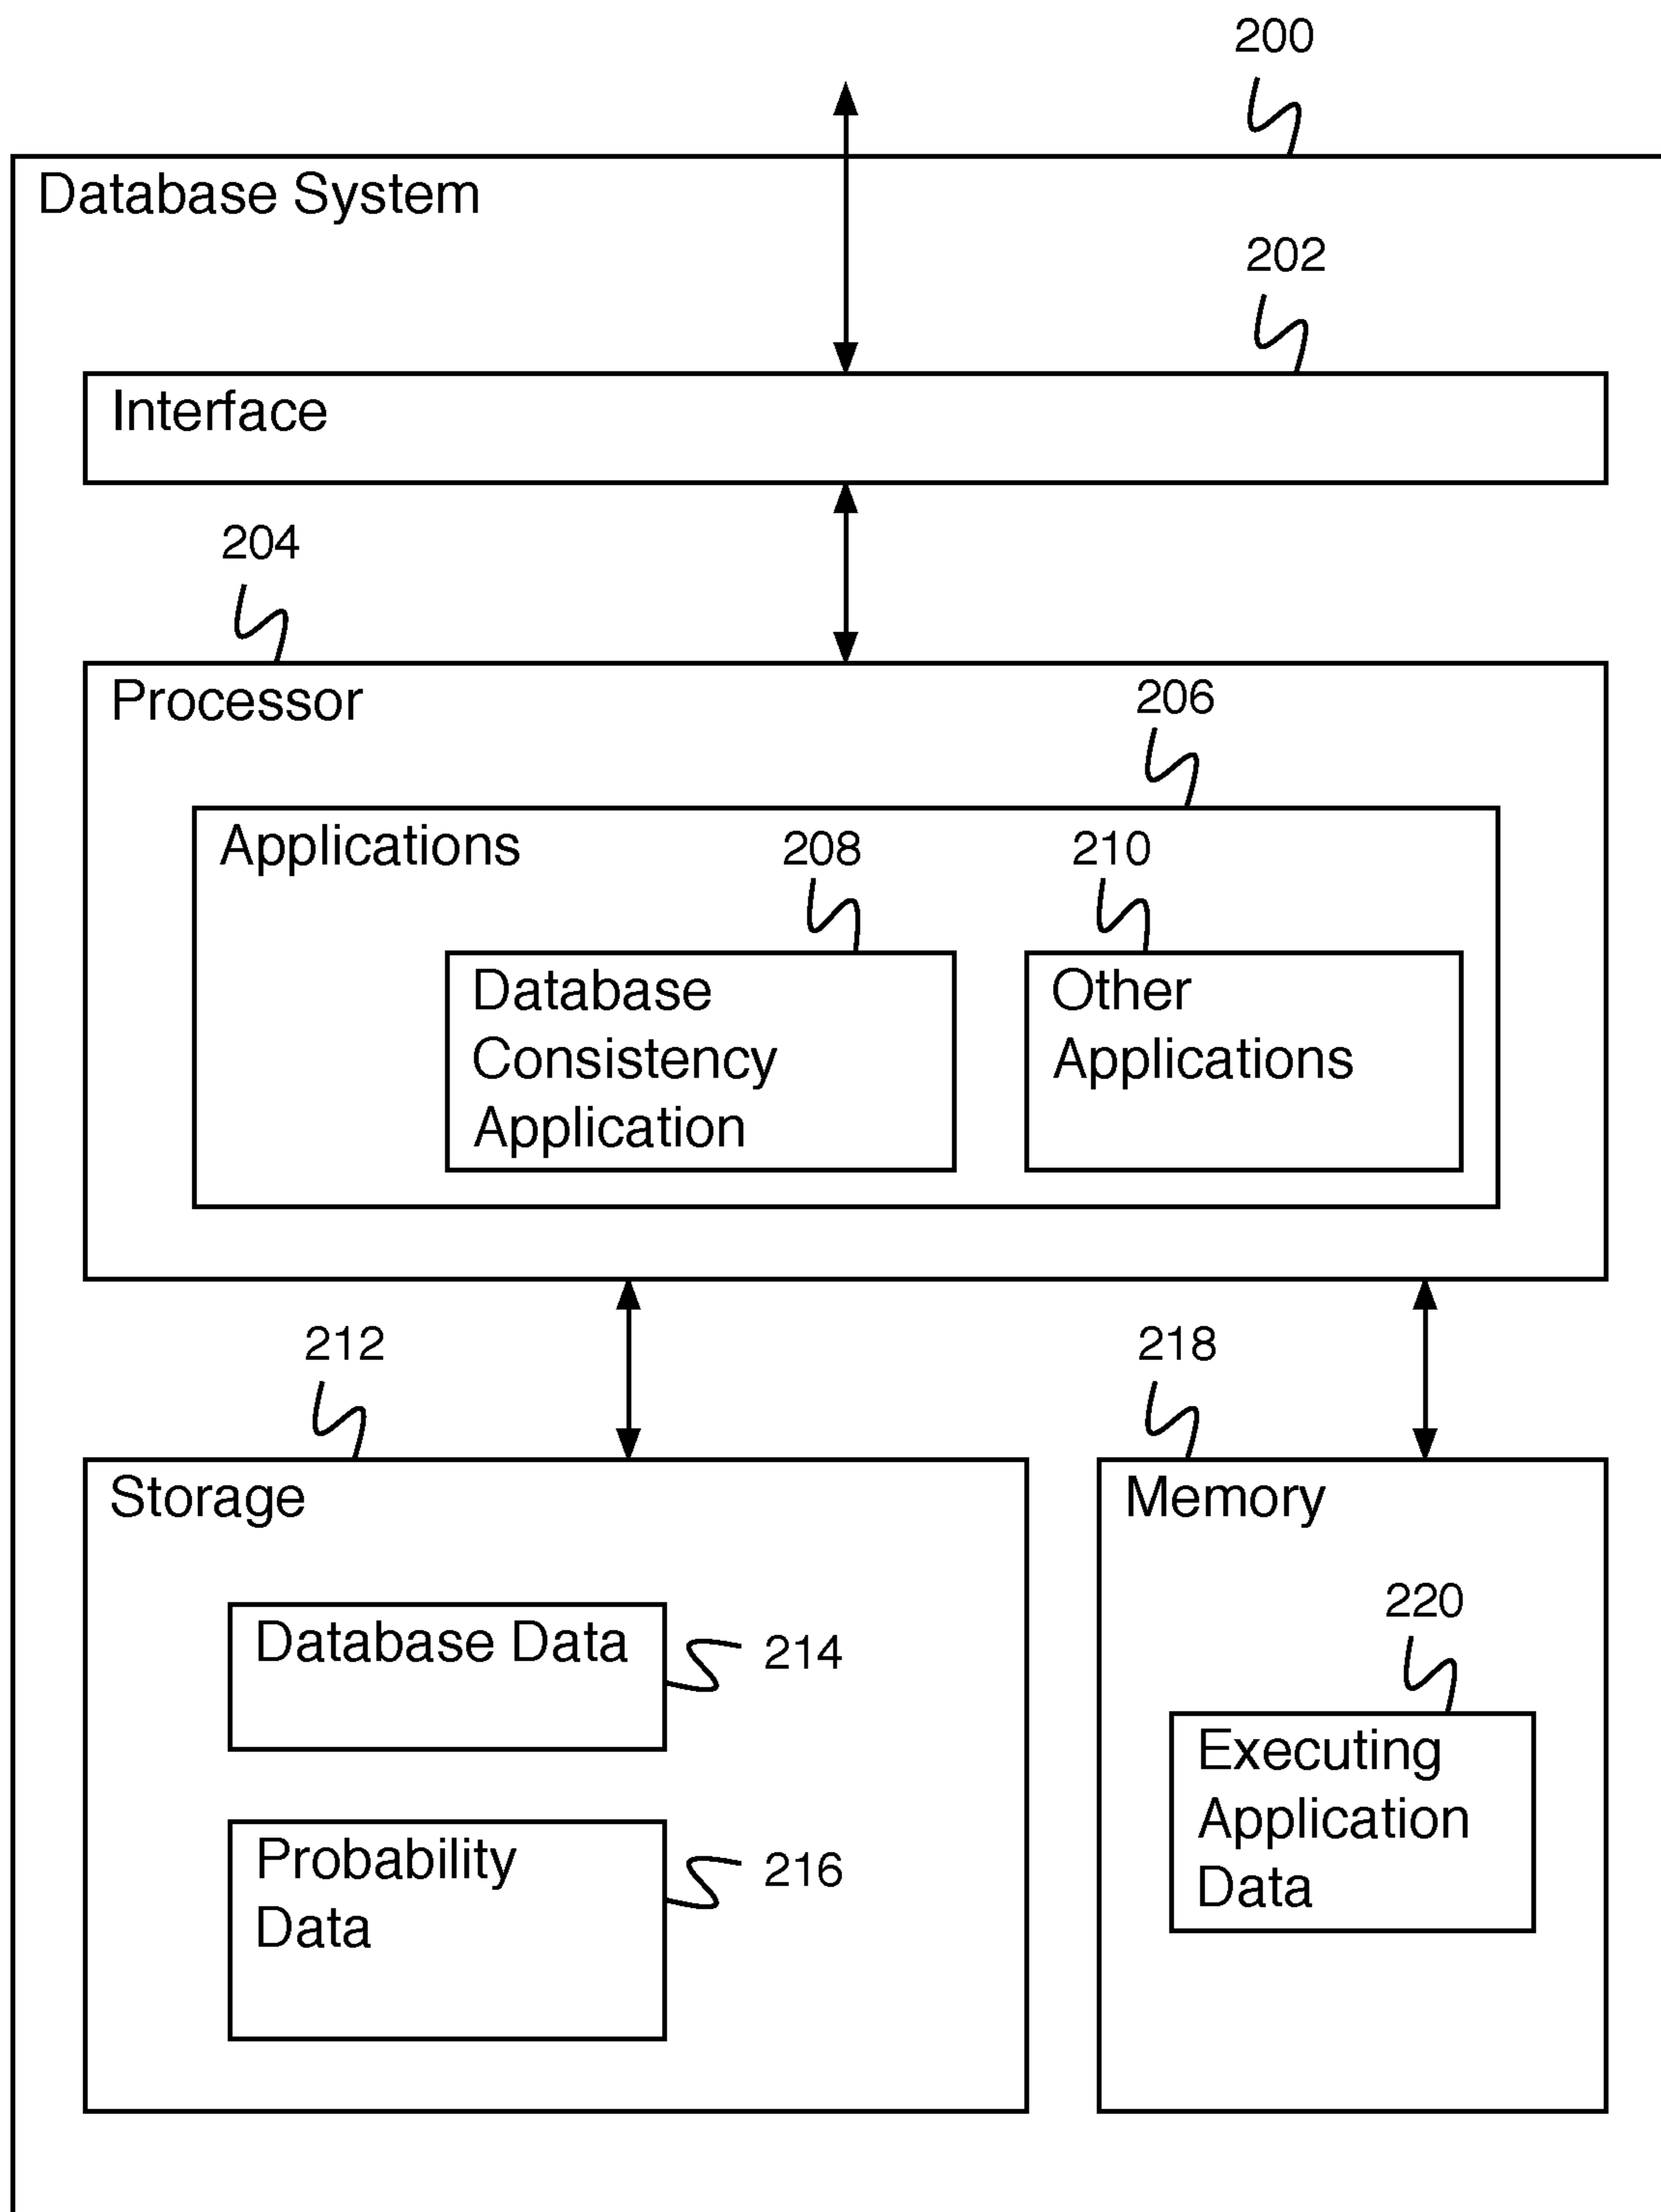 200
Database System
202
Interface
204
Processor
206
Applications
208
210
Database
Consistency
Application
Other
Applications
212
218
Storage
Memory
Database Data
214
Probability
Data
216
220
Executing
Application
Data